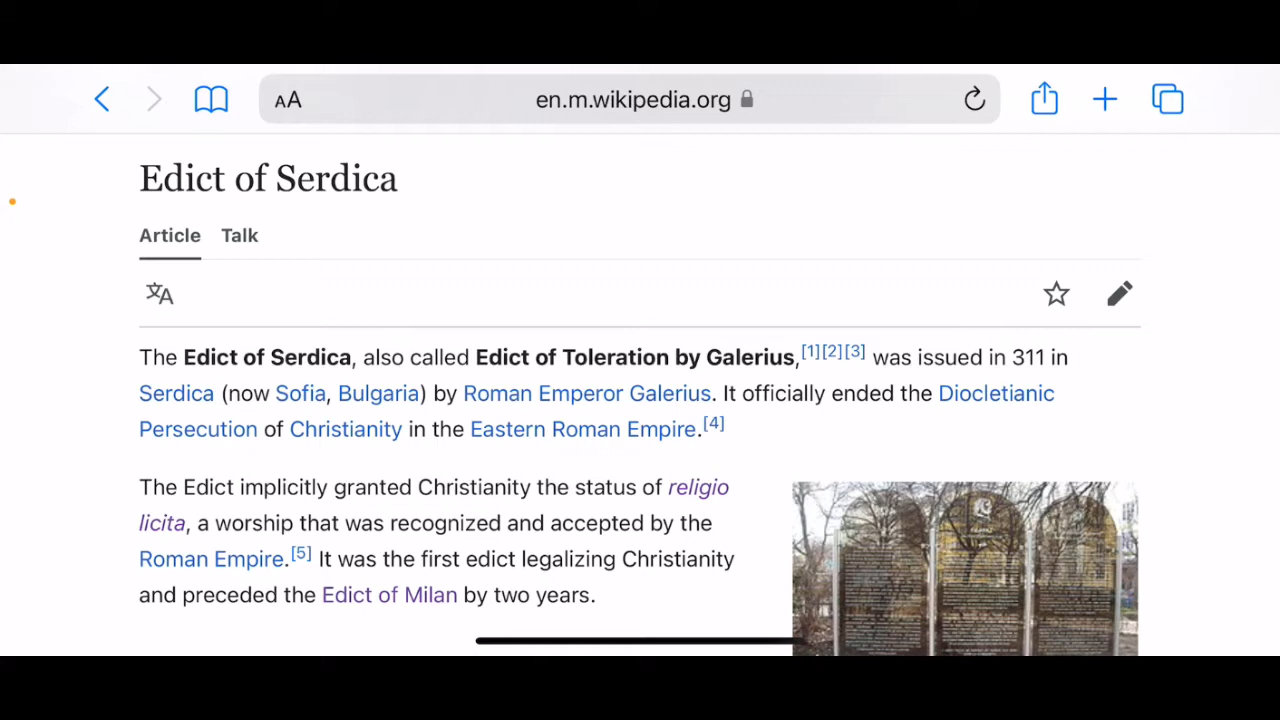 AA en.m.wikipedia.org
Edict of Serdica
Article Talk
文A
The Edict of Serdica, also called Edict of Toleration by Galerius,[1][2][3] was issued in 311 in
Serdica (now Sofia, Bulgaria) by Roman Emperor Galerius. It officially ended the Diocletianic
Persecution of Christianity in the Eastern Roman Empire.[4]
The Edict implicitly granted Christianity the status of religio
licita, a worship that was recognized and accepted by the
Roman Empire.[5] It was the first edict legalizing Christianity
and preceded the Edict of Milan by two years.